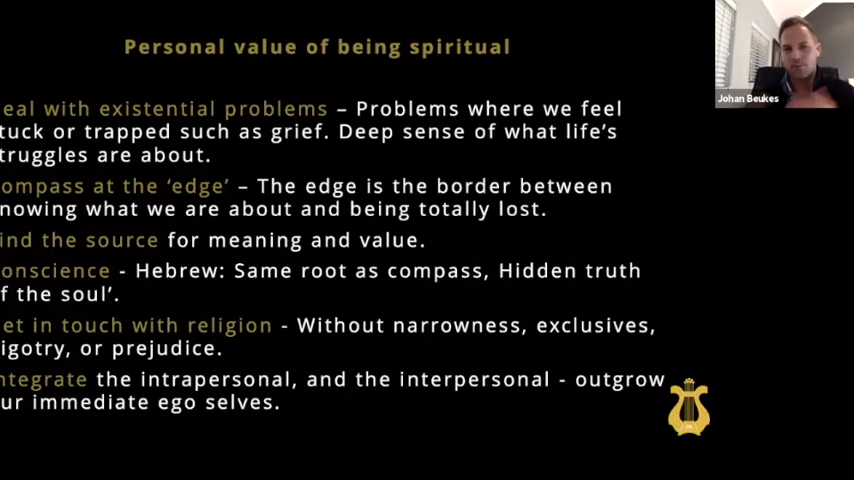 Personal value of being spiritual
Johan Beukes
eal with existential problems – Problems where we feel
tuck or trapped such as grief. Deep sense of what life’s
truggles are about.
ompass at the ‘edge’ – The edge is the border between
nowing what we are about and being totally lost.
ind the source for meaning and value.
onscience - Hebrew: Same root as compass, Hidden truth
f the soul’.
et in touch with religion - Without narrowness, exclusives,
igotry, or prejudice.
ntegrate the intrapersonal, and the interpersonal - outgrow
ur immediate ego selves.